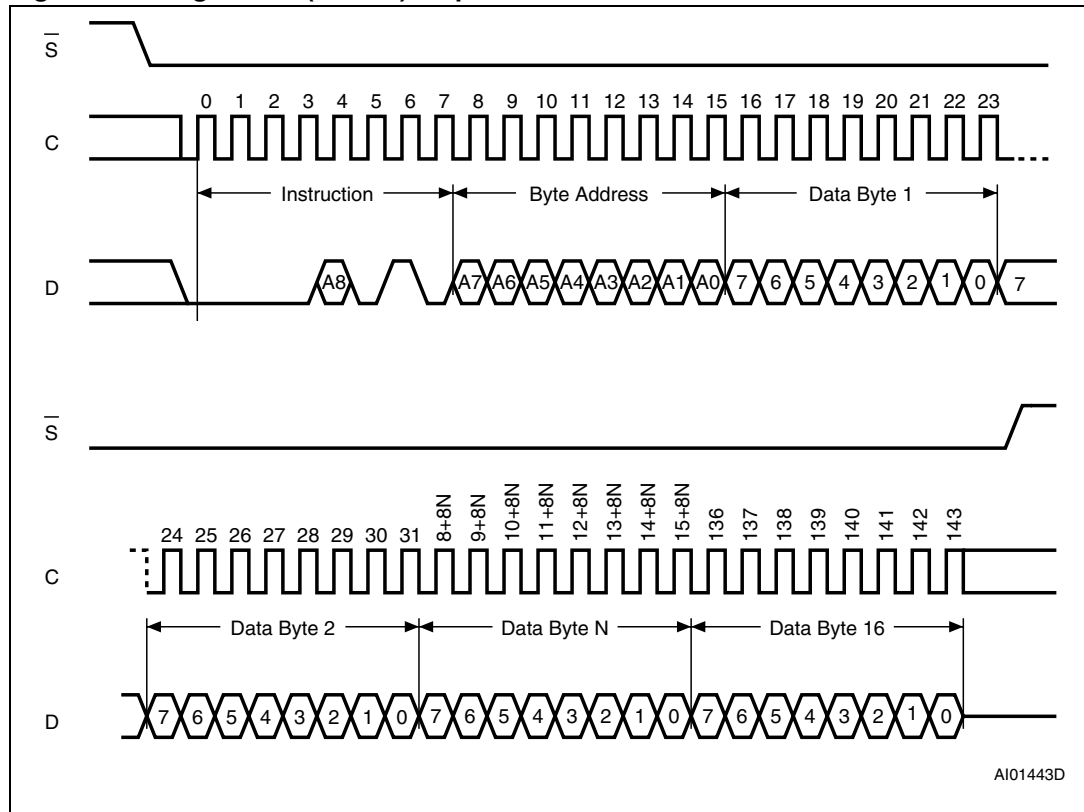 S
0 1 2 3 4 5 6 7 8 9 10 11 12 13 14 15 16 17 18 19 20 21 22 23
C
Instruction Byte Address Data Byte 1
D
A8 A7 A6 A5 A4 A3 A2 A1 A0 7 6 5 4 3 2 1 0 7
S
24 25 26 27 28 29 30 31 8+8N 9+8N 10+8N 11+8N 12+8N 13+8N 14+8N 15+8N 136 137 138 139 140 141 142 143
C
Data Byte 2 Data Byte N Data Byte 16
D
7 6 5 4 3 2 1 0 7 6 5 4 3 2 1 0 7 6 5 4 3 2 1 0
AI01443D